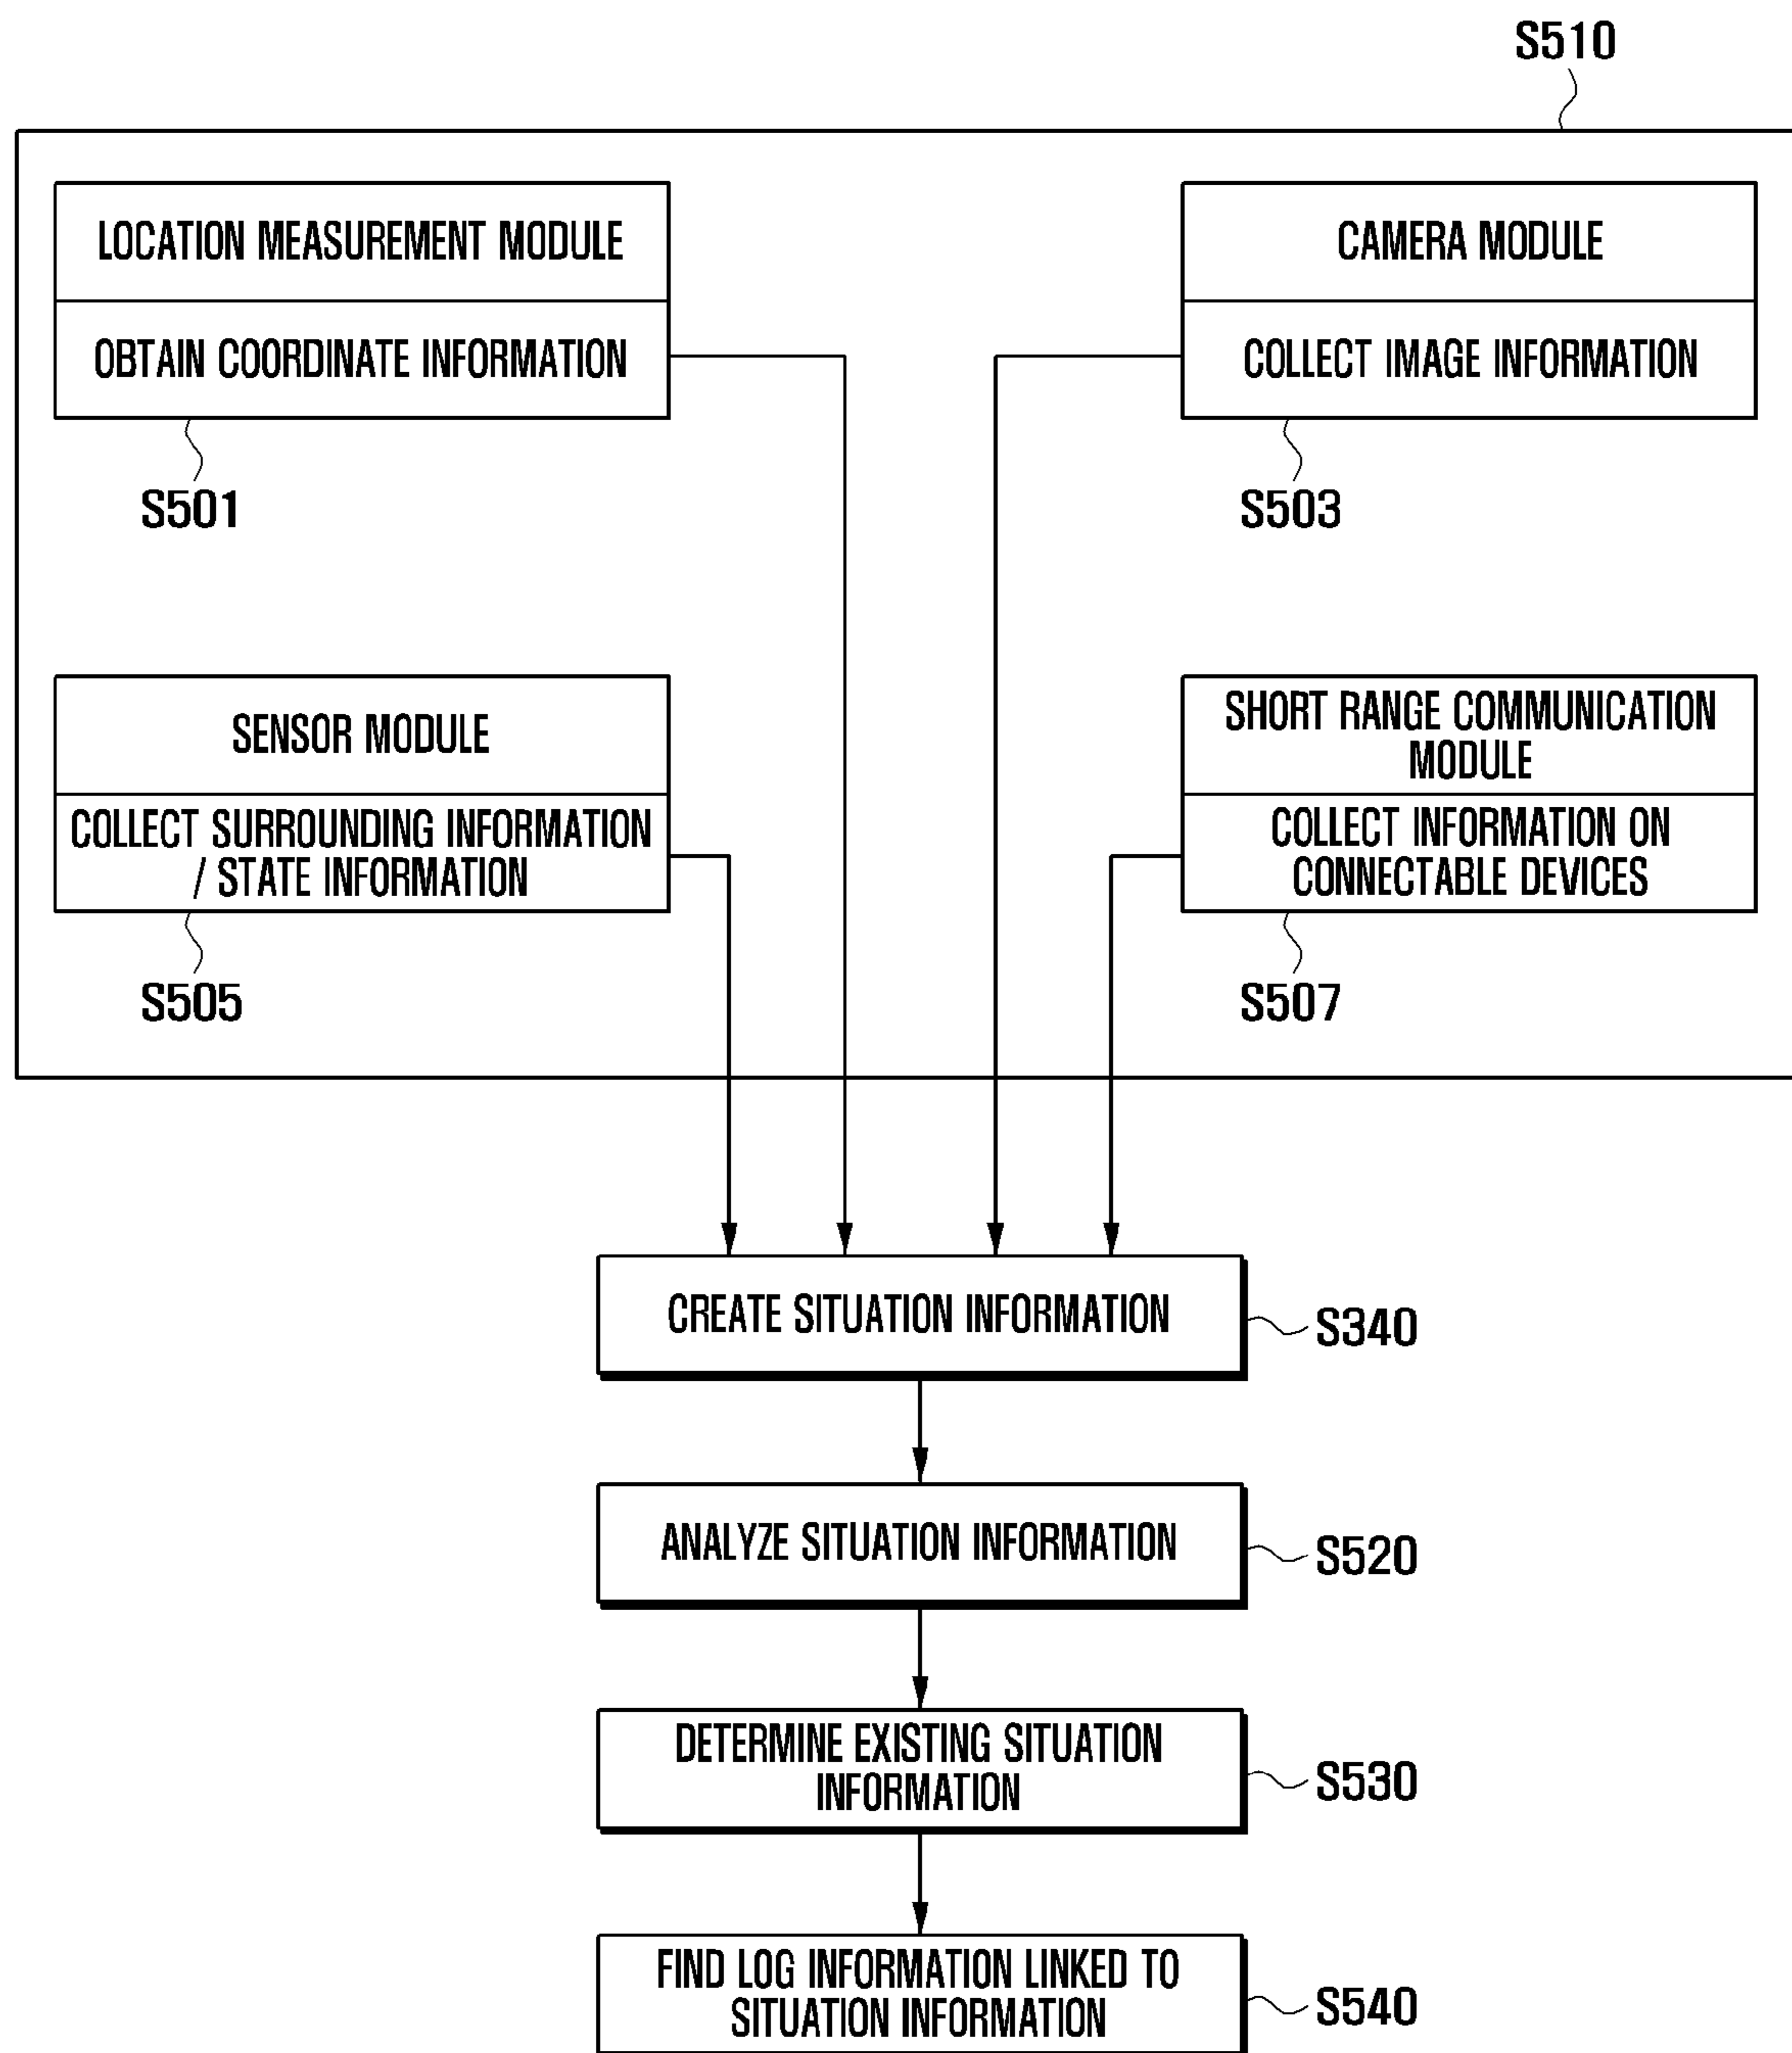 S510
LOCATION MEASUREMENT MODULE
OBTAIN COORDINATE INFORMATION
S501
CAMERA MODULE
COLLECT IMAGE INFORMATION
S503
SENSOR MODULE
COLLECT SURROUNDING INFORMATION
/ STATE INFORMATION
S505
SHORT RANGE COMMUNICATION
MODULE
COLLECT INFORMATION ON
CONNECTABLE DEVICES
S507
CREATE SITUATION INFORMATION
S340
ANALYZE SITUATION INFORMATION
S520
DETERMINE EXISTING SITUATION
INFORMATION
S530
FIND LOG INFORMATION LINKED TO
SITUATION INFORMATION
S540